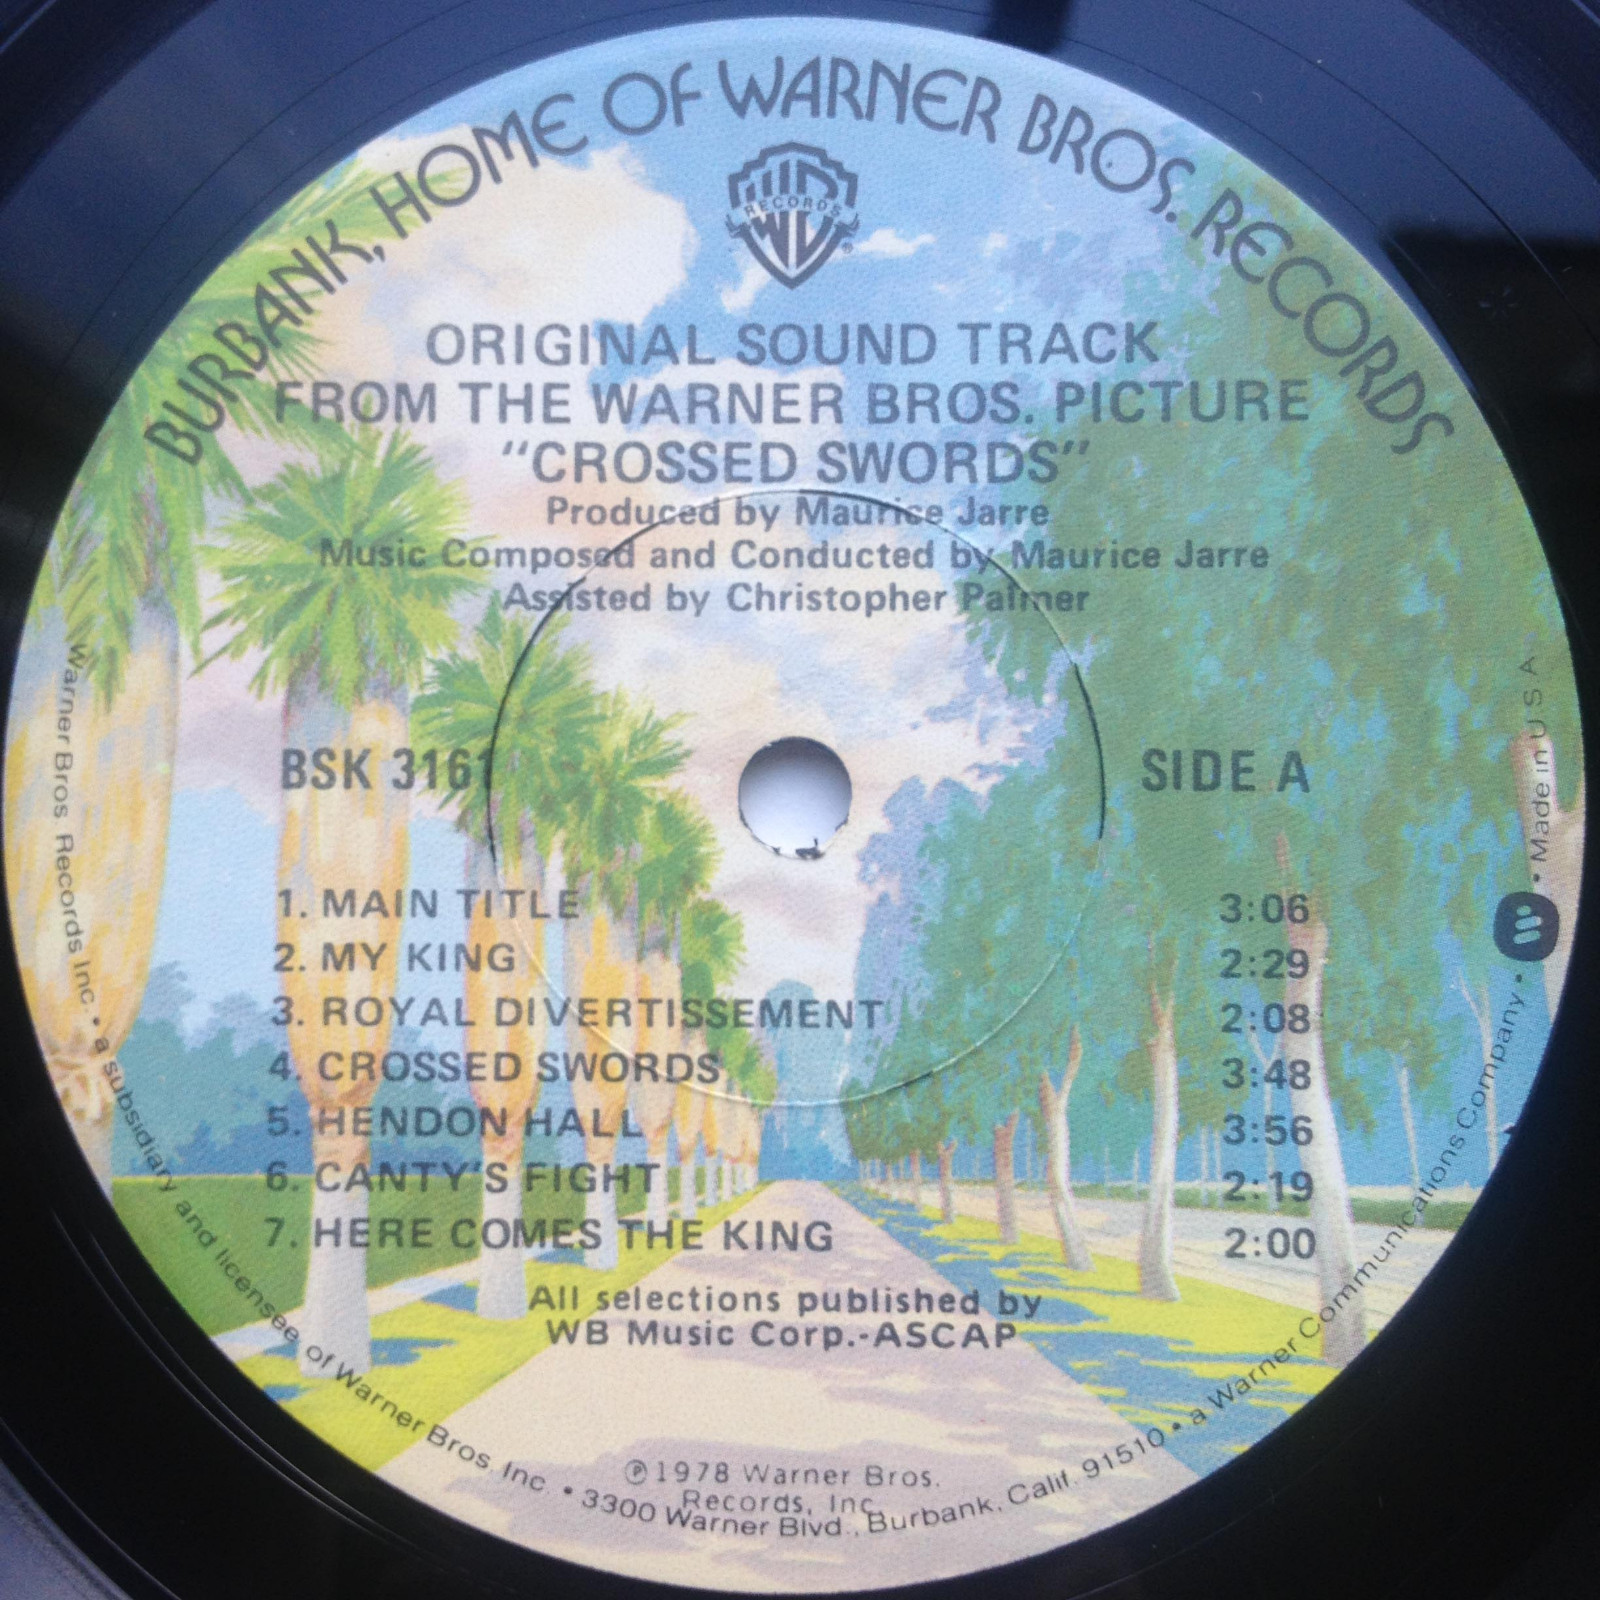 BURBANK, HOME OF WARNER BROS. RECORDS
WB
RECORDS
®
ORIGINAL SOUND TRACK
FROM THE WARNER BROS. PICTURE
"CROSSED SWORDS"
Produced by Maurice Jarre
Music Composed and Conducted by Maurice Jarre
Assisted by Christopher Palmer
BSK 3161 SIDE A
1. MAIN TITLE 3:06
2. MY KING 2:29
3. ROYAL DIVERTISSEMENT 2:08
4. CROSSED SWORDS 3:48
5. HENDON HALL 3:56
6. CANTY'S FIGHT 2:19
7. HERE COMES THE KING 2:00
All selections published by
WB Music Corp.-ASCAP
℗1978 Warner Bros.
Records, Inc.
Warner Bros. Records Inc. • a subsidiary and licensee of Warner Bros. Inc. • 3300 Warner Blvd., Burbank, Calif. 91510 • a Warner Communications Company • W • Made in U S A